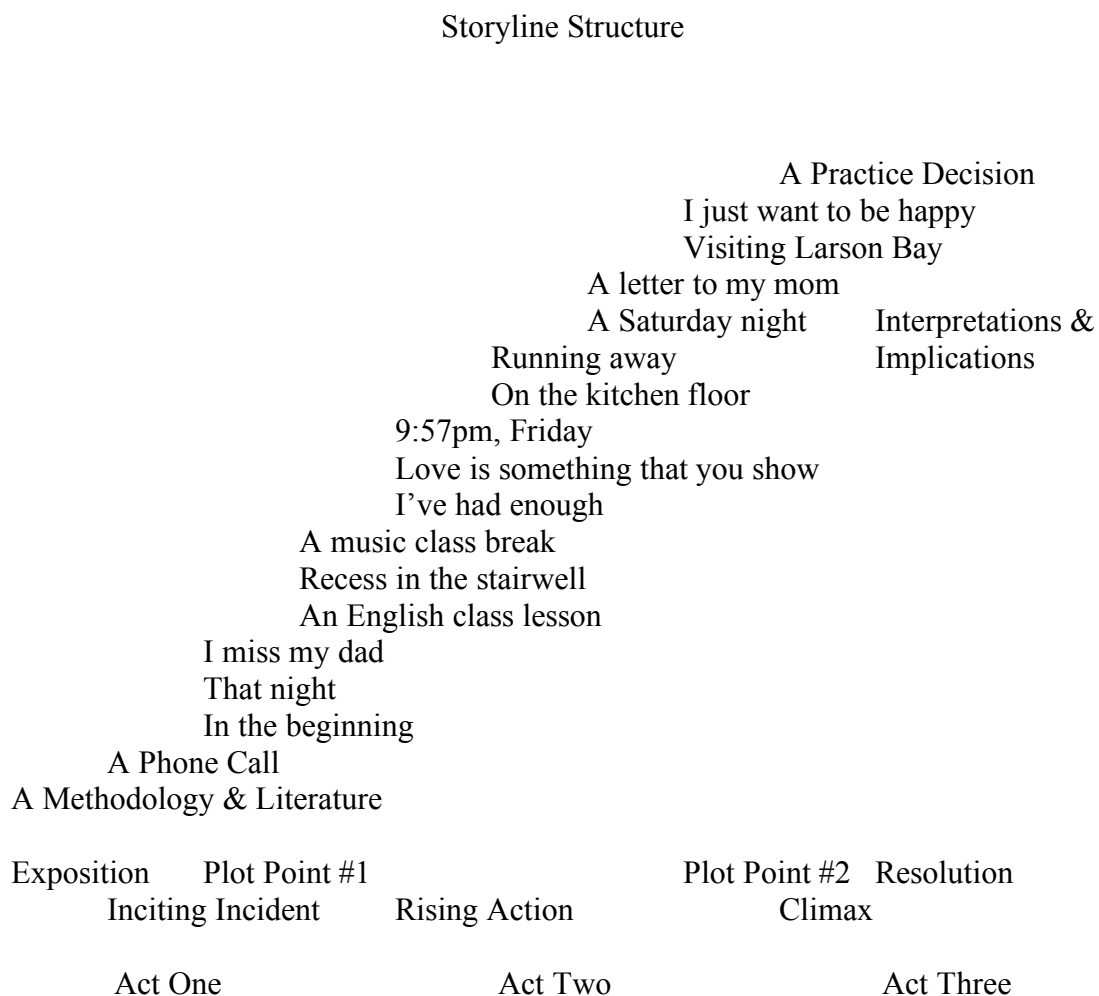 Storyline Structure
A Practice Decision
I just want to be happy
Visiting Larson Bay
A letter to my mom
A Saturday night Interpretations &
Running away Implications
On the kitchen floor
9:57pm, Friday
Love is something that you show
I’ve had enough
A music class break
Recess in the stairwell
An English class lesson
I miss my dad
That night
In the beginning
A Phone Call
A Methodology & Literature
Exposition Plot Point #1 Plot Point #2 Resolution
Inciting Incident Rising Action Climax
Act One Act Two Act Three